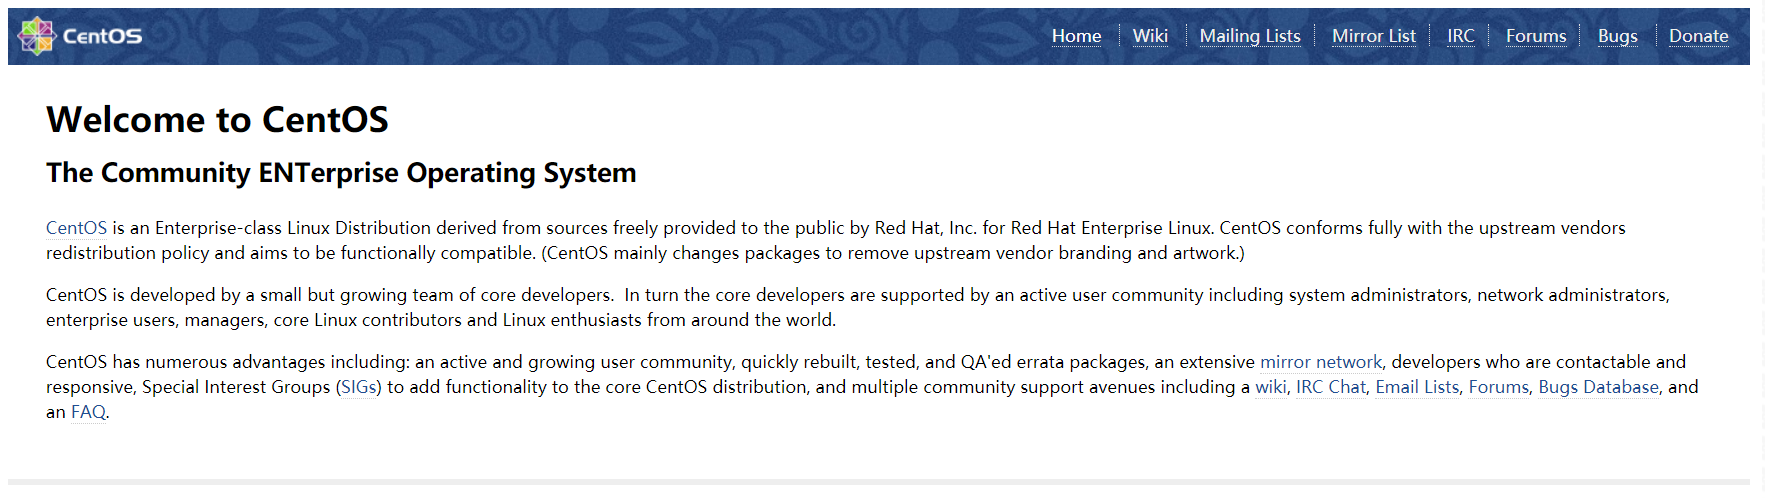 CentOS
Home Wiki Mailing Lists Mirror List IRC Forums Bugs Donate
Welcome to CentOS
The Community ENTerprise Operating System
CentOS is an Enterprise-class Linux Distribution derived from sources freely provided to the public by Red Hat, Inc. for Red Hat Enterprise Linux. CentOS conforms fully with the upstream vendors
redistribution policy and aims to be functionally compatible. (CentOS mainly changes packages to remove upstream vendor branding and artwork.)
CentOS is developed by a small but growing team of core developers.  In turn the core developers are supported by an active user community including system administrators, network administrators,
enterprise users, managers, core Linux contributors and Linux enthusiasts from around the world.
CentOS has numerous advantages including: an active and growing user community, quickly rebuilt, tested, and QA'ed errata packages, an extensive mirror network, developers who are contactable and
responsive, Special Interest Groups (SIGs) to add functionality to the core CentOS distribution, and multiple community support avenues including a wiki, IRC Chat, Email Lists, Forums, Bugs Database, and
an FAQ.